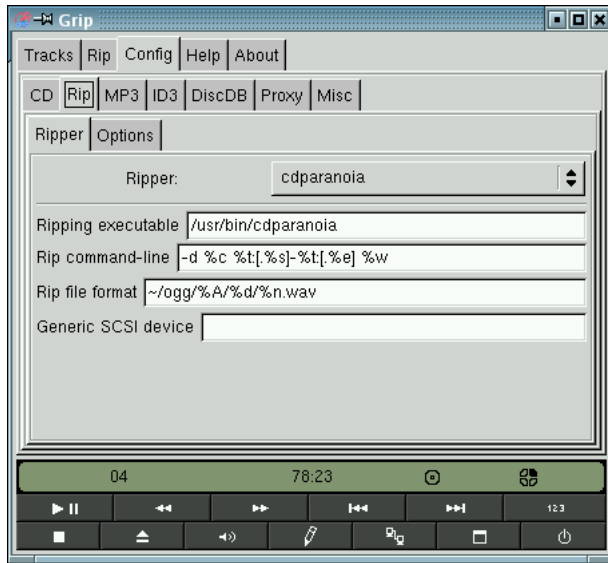 Grip
Tracks Rip Config Help About
CD Rip MP3 ID3 DiscDB Proxy Misc
Ripper Options
Ripper: cdparanoia
Ripping executable /usr/bin/cdparanoia
Rip command-line -d %c %t:[.%s]-%t:[.%e] %w
Rip file format ~/ogg/%A/%d/%n.wav
Generic SCSI device
04 78:23
123